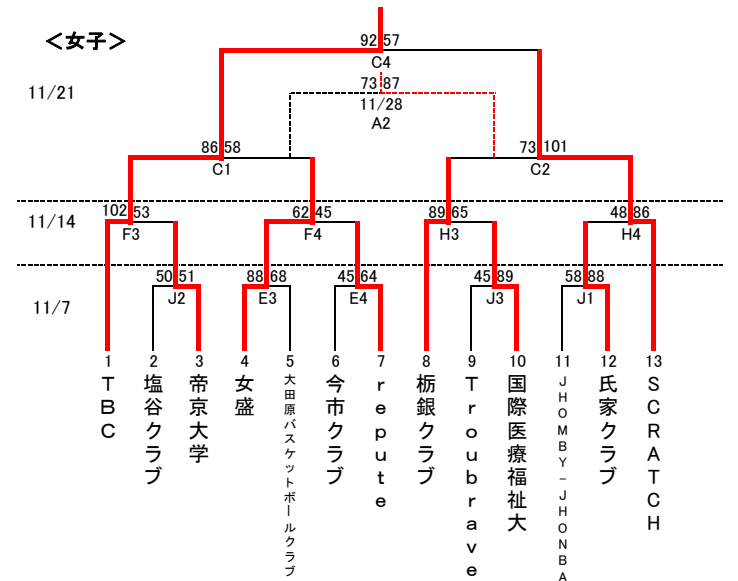 ＜女子＞
92 57
C4
11/21
73 87
11/28
A2
86 58
C1
73 101
C2
11/14
102 53
F3
62 45
F4
89 65
H3
48 86
H4
11/7
50 51
J2
88 68
E3
45 64
E4
45 89
J3
58 88
J1
1
TBC
2
塩谷クラブ
3
帝京大学
4
女盛
5
大田原バスケットボールクラブ
6
今市クラブ
7
repute
8
栃銀クラブ
9
Troubrave
10
国際医療福祉大
11
JHOMBY-JHONBA
12
氏家クラブ
13
SCRATCH